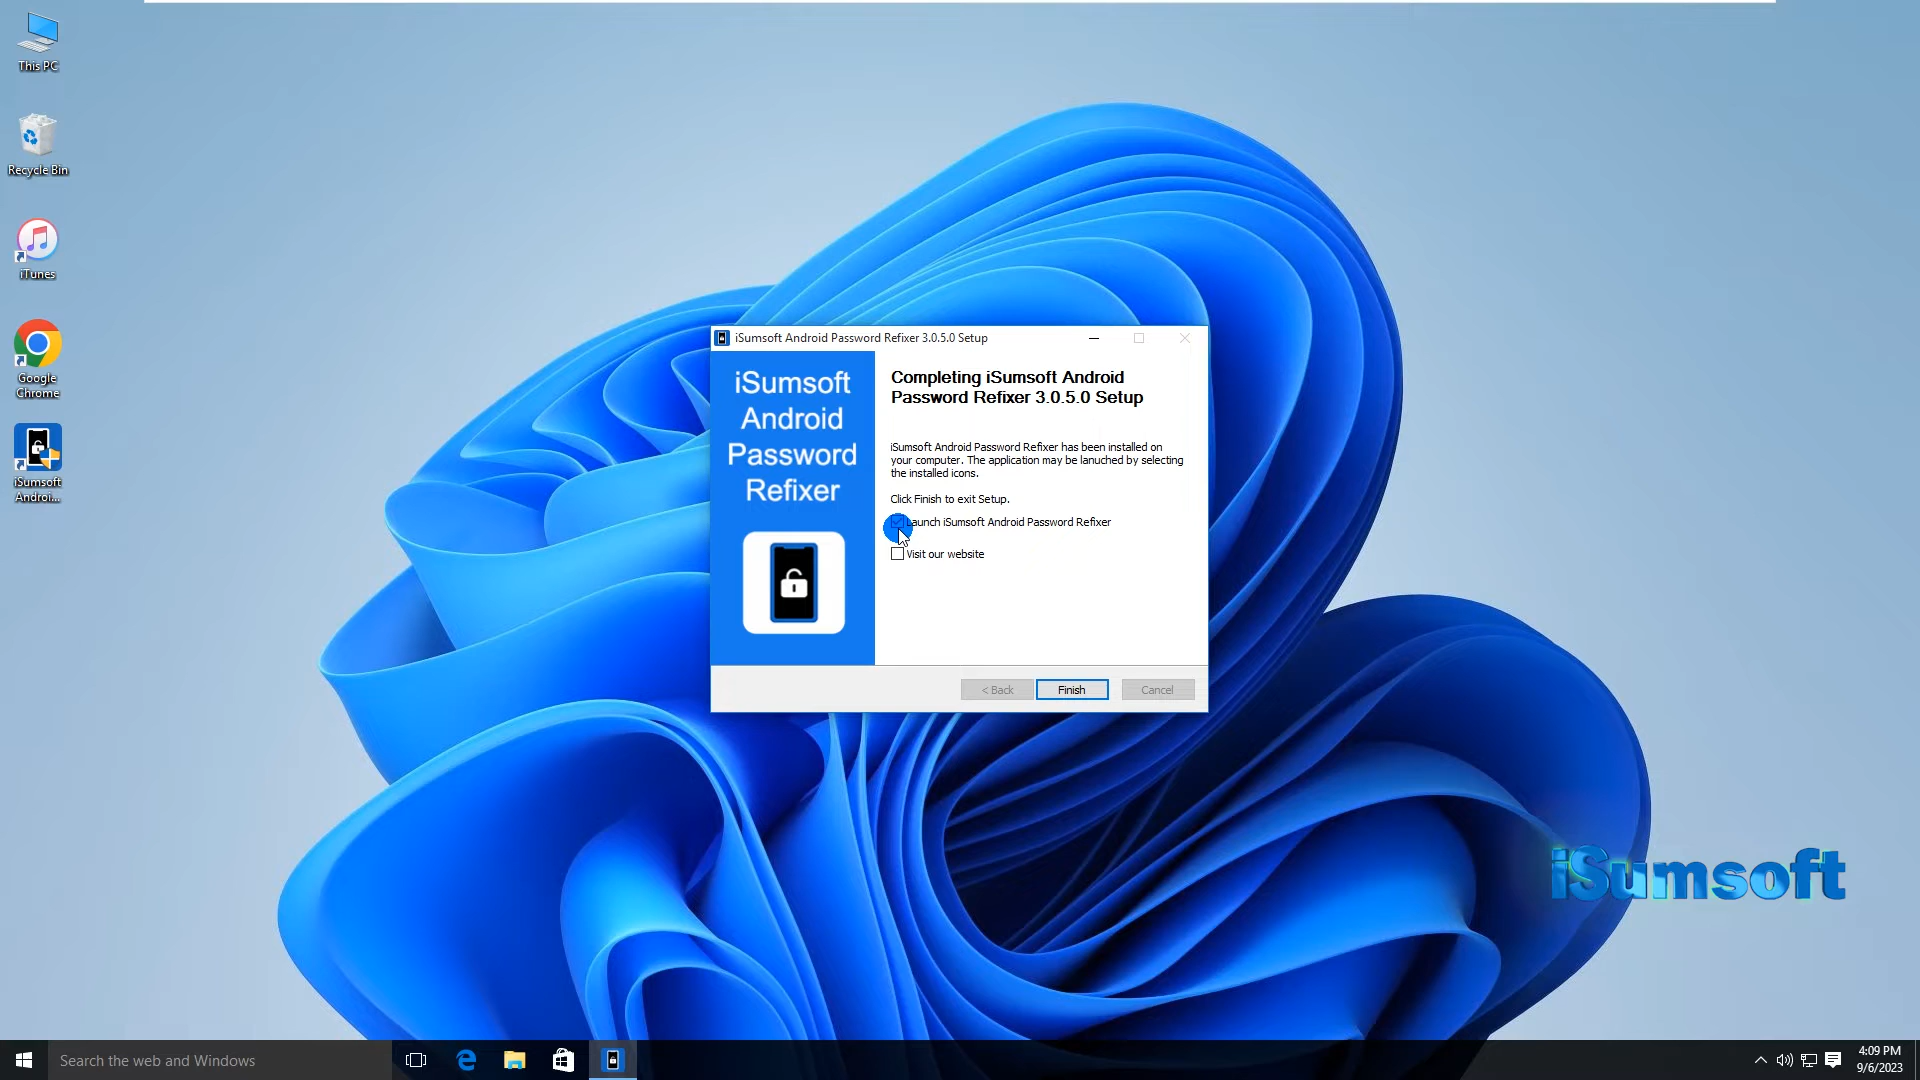 This PC
Recycle Bin
iTunes
Google
Chrome
iSumsoft
Androi...
iSumsoft Android Password Refixer 3.0.5.0 Setup
iSumsoft
Android
Password
Refixer
Completing iSumsoft Android
Password Refixer 3.0.5.0 Setup
iSumsoft Android Password Refixer has been installed on
your computer. The application may be lanuched by selecting
the installed icons.
Click Finish to exit Setup.
Launch iSumsoft Android Password Refixer
Visit our website
< Back
Finish
Cancel
iSumsoft
Search the web and Windows
4:09 PM
9/6/2023